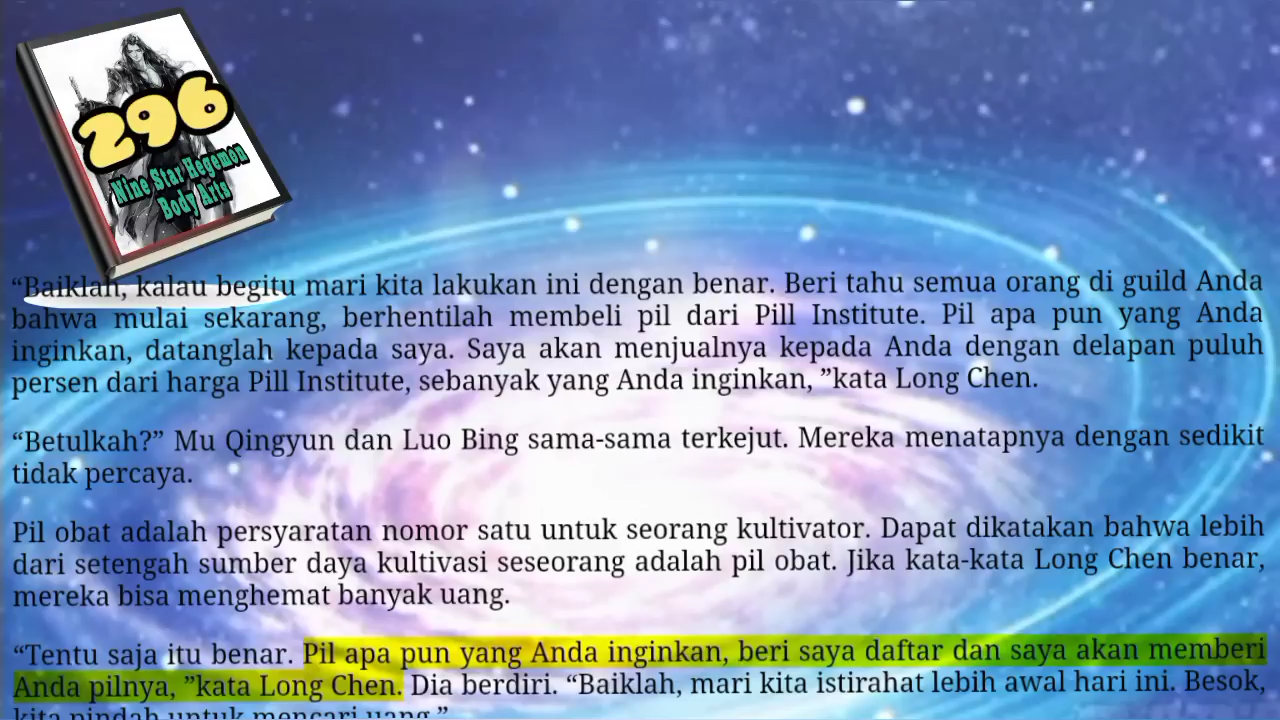 296
Nine Star Hegemon
Body Arts
“Baiklah, kalau begitu mari kita lakukan ini dengan benar. Beri tahu semua orang di guild Anda
bahwa mulai sekarang, berhentilah membeli pil dari Pill Institute. Pil apa pun yang Anda
inginkan, datanglah kepada saya. Saya akan menjualnya kepada Anda dengan delapan puluh
persen dari harga Pill Institute, sebanyak yang Anda inginkan, ”kata Long Chen.
“Betulkah?” Mu Qingyun dan Luo Bing sama-sama terkejut. Mereka menatapnya dengan sedikit
tidak percaya.
Pil obat adalah persyaratan nomor satu untuk seorang kultivator. Dapat dikatakan bahwa lebih
dari setengah sumber daya kultivasi seseorang adalah pil obat. Jika kata-kata Long Chen benar,
mereka bisa menghemat banyak uang.
“Tentu saja itu benar. Pil apa pun yang Anda inginkan, beri saya daftar dan saya akan memberi
Anda pilnya, ”kata Long Chen. Dia berdiri. “Baiklah, mari kita istirahat lebih awal hari ini. Besok,
kita pindah untuk mencari uang.”